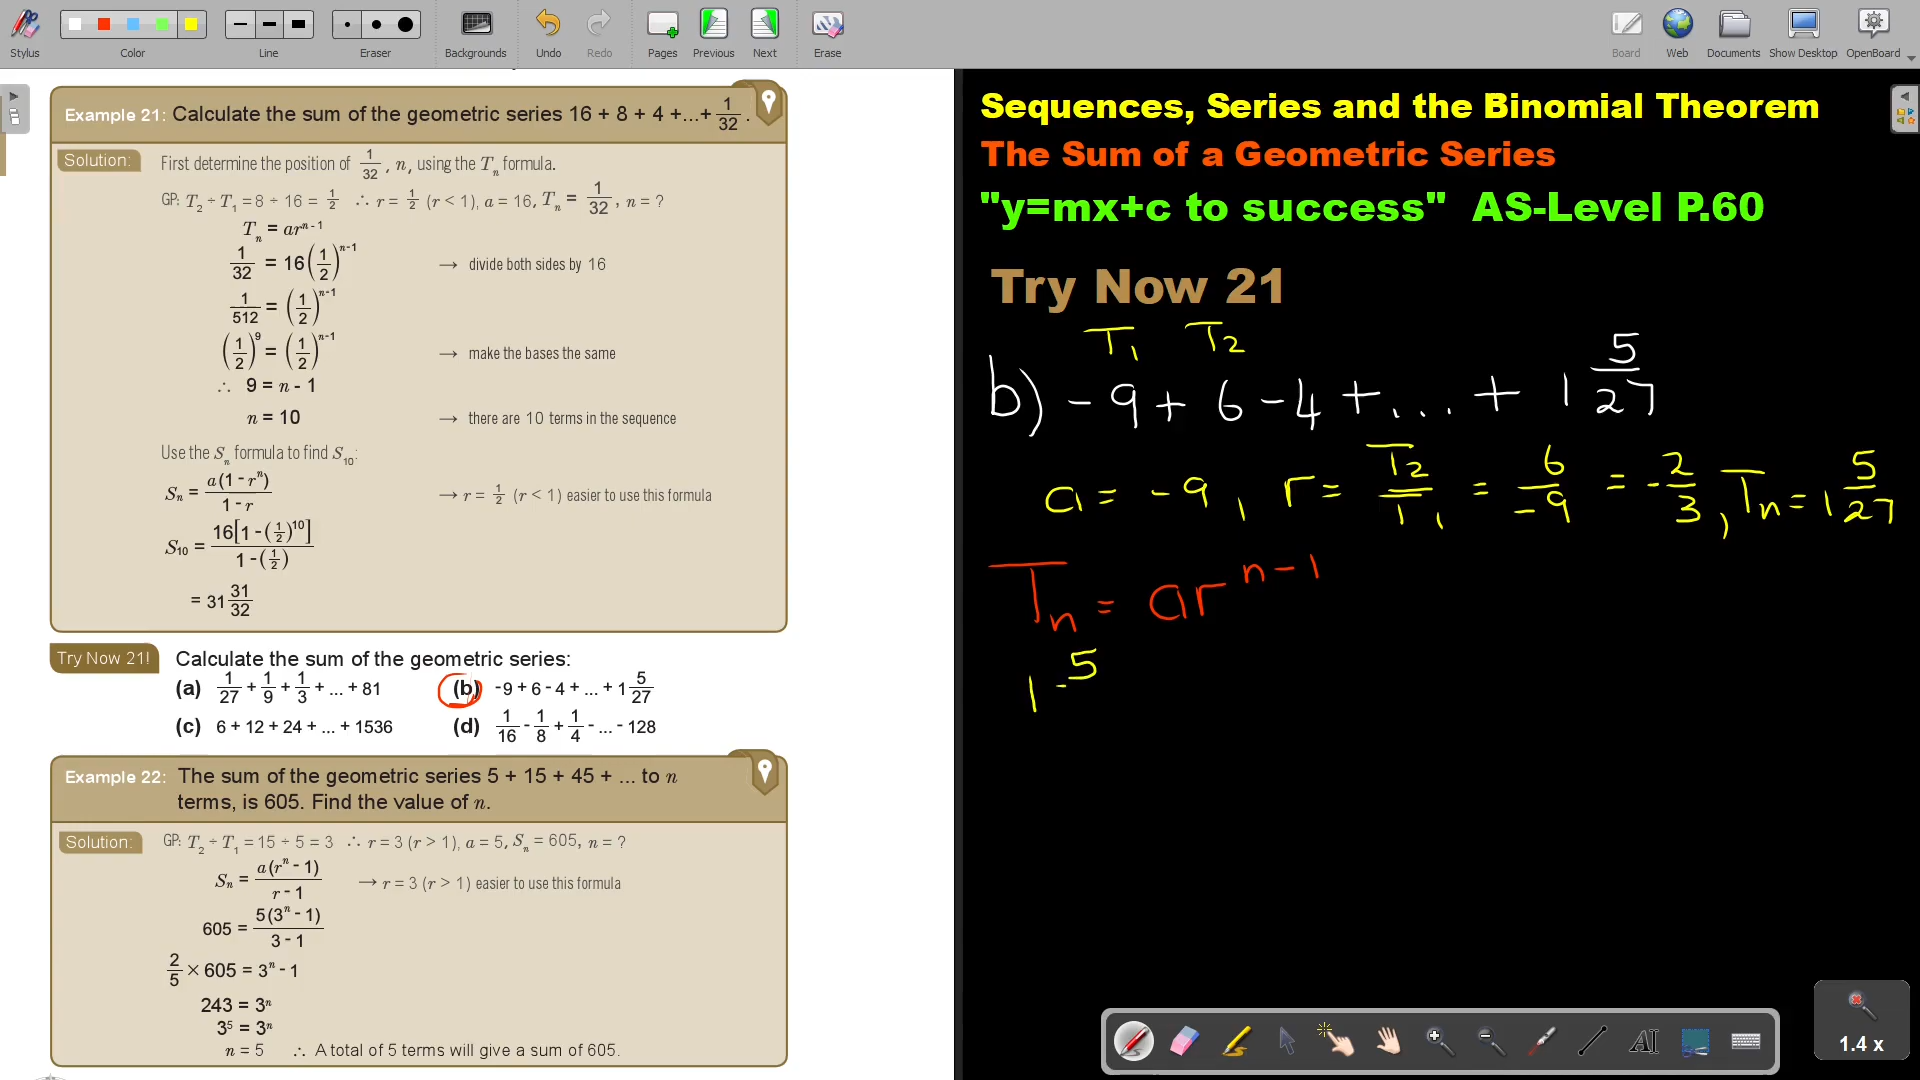 Stylus
Color
Line
Eraser
Backgrounds
Undo
Redo
Pages
Previous
Next
Erase
Board
Web
Documents
Show Desktop
OpenBoard
Example 21: Calculate the sum of the geometric series 16 + 8 + 4 +...+ 1/32 .
Solution: First determine the position of 1/32 , n, using the Tₙ formula.
GP: T₂ ÷ T₁ = 8 ÷ 16 = 1/2 ∴ r = 1/2 (r < 1), a = 16, Tₙ = 1/32, n = ?
Tₙ = arⁿ⁻¹
1/32 = 16(1/2)ⁿ⁻¹ → divide both sides by 16
1/512 = (1/2)ⁿ⁻¹
(1/2)⁹ = (1/2)ⁿ⁻¹ → make the bases the same
∴ 9 = n - 1
n = 10 → there are 10 terms in the sequence
Use the Sₙ formula to find S₁₀:
Sₙ = a(1 - rⁿ)/1 - r → r = 1/2 (r < 1) easier to use this formula
S₁₀ = 16[1 - (1/2)¹⁰]/1 - (1/2)
= 31 31/32
Try Now 21! Calculate the sum of the geometric series:
(a) 1/27 + 1/9 + 1/3 + ... + 81 (b) -9 + 6 - 4 + ... + 1 5/27
(c) 6 + 12 + 24 + ... + 1536 (d) 1/16 - 1/8 + 1/4 - ... - 128
Example 22: The sum of the geometric series 5 + 15 + 45 + ... to n
terms, is 605. Find the value of n.
Solution: GP: T₂ ÷ T₁ = 15 ÷ 5 = 3 ∴ r = 3 (r > 1), a = 5, Sₙ = 605, n = ?
Sₙ = a(rⁿ - 1)/r - 1 → r = 3 (r > 1) easier to use this formula
605 = 5(3ⁿ - 1)/3 - 1
2/5 × 605 = 3ⁿ - 1
243 = 3ⁿ
3⁵ = 3ⁿ
n = 5 ∴ A total of 5 terms will give a sum of 605.
Sequences, Series and the Binomial Theorem
The Sum of a Geometric Series
"y=mx+c to success" AS-Level P.60
Try Now 21
T₁ T₂
b) -9 + 6 - 4 + ... + 1 5/27
a = -9, r = T₂/T₁ = 6/-9 = -2/3, Tₙ = 1 5/27
Tₙ = arⁿ⁻¹
1 5
AI
1.4 x